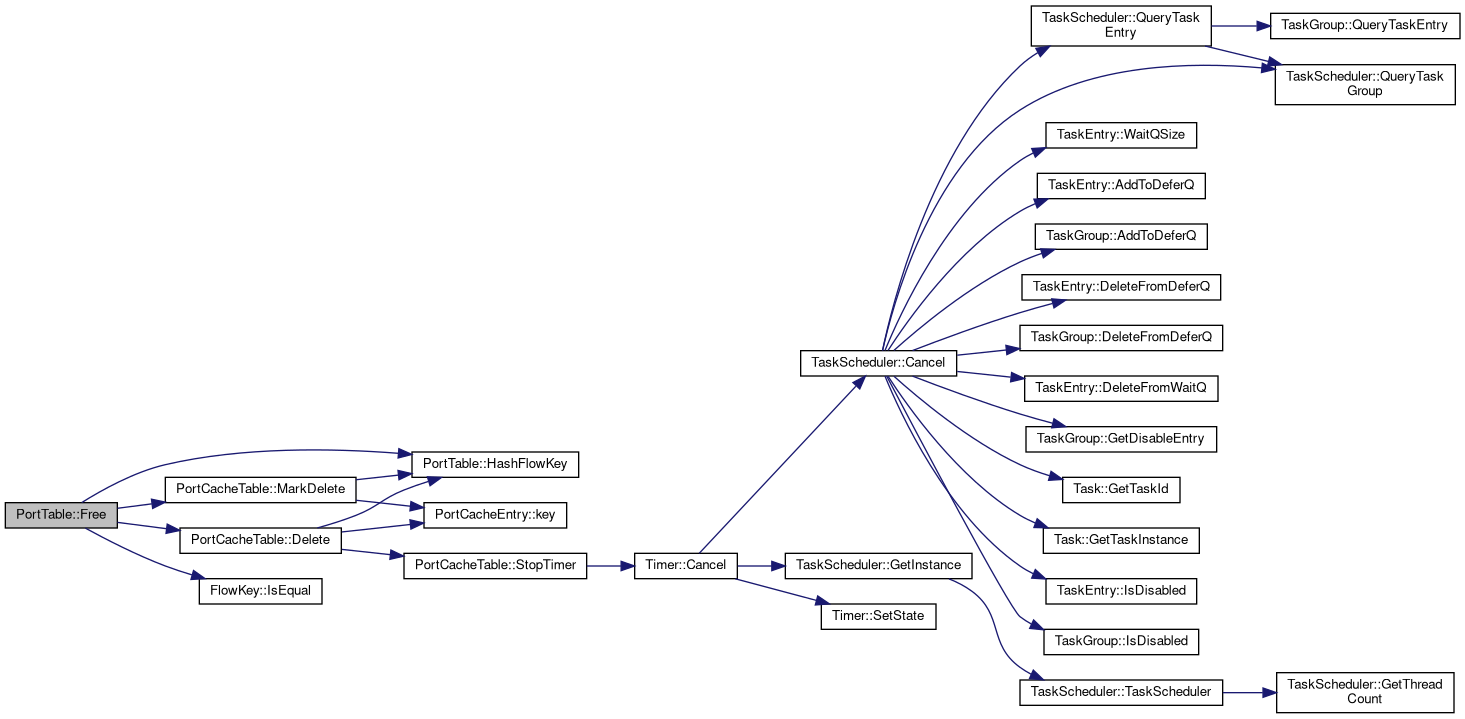 PortTable::Free
PortTable::HashFlowKey
PortCacheTable::MarkDelete
PortCacheEntry::key
PortCacheTable::Delete
PortCacheTable::StopTimer
FlowKey::IsEqual
Timer::Cancel
TaskScheduler::Cancel
TaskScheduler::GetInstance
Timer::SetState
TaskScheduler::QueryTask
Entry
TaskGroup::QueryTaskEntry
TaskScheduler::QueryTask
Group
TaskEntry::WaitQSize
TaskEntry::AddToDeferQ
TaskGroup::AddToDeferQ
TaskEntry::DeleteFromDeferQ
TaskGroup::DeleteFromDeferQ
TaskEntry::DeleteFromWaitQ
TaskGroup::GetDisableEntry
Task::GetTaskId
Task::GetTaskInstance
TaskEntry::IsDisabled
TaskGroup::IsDisabled
TaskScheduler::TaskScheduler
TaskScheduler::GetThread
Count